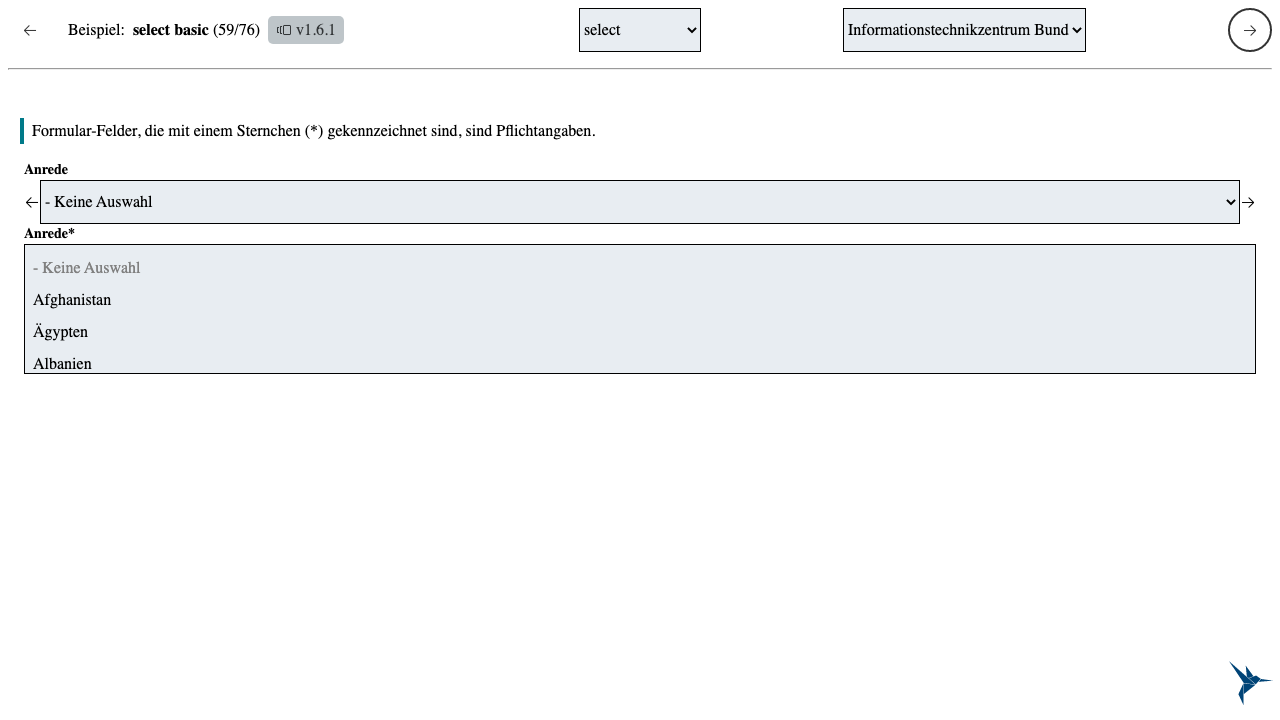 ← Beispiel: select basic (59/76) v1.6.1 select Informationstechnikzentrum Bund →
Formular-Felder, die mit einem Sternchen (*) gekennzeichnet sind, sind Pflichtangaben.
Anrede
← - Keine Auswahl →
Anrede*
- Keine Auswahl
Afghanistan
Ägypten
Albanien